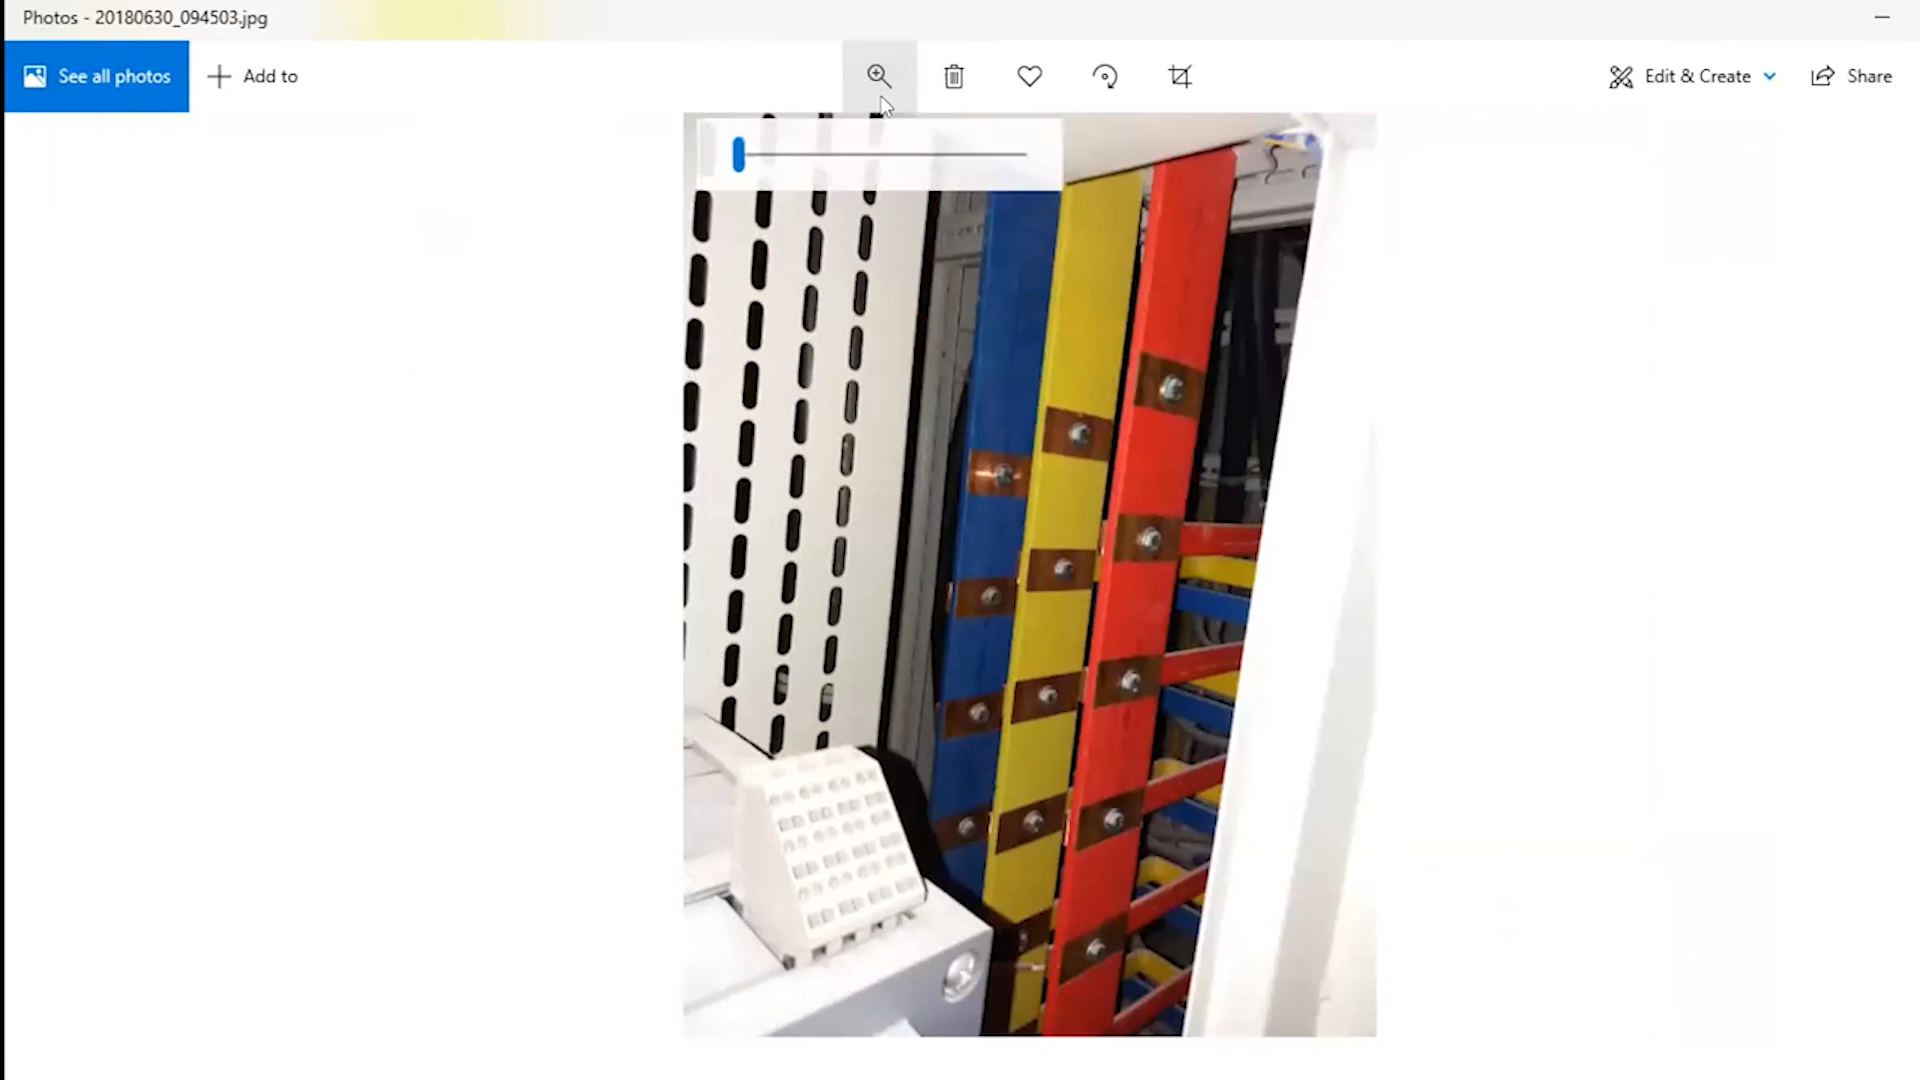 Photos - 20180630_094503.jpg
See all photos
Add to
Edit & Create
Share